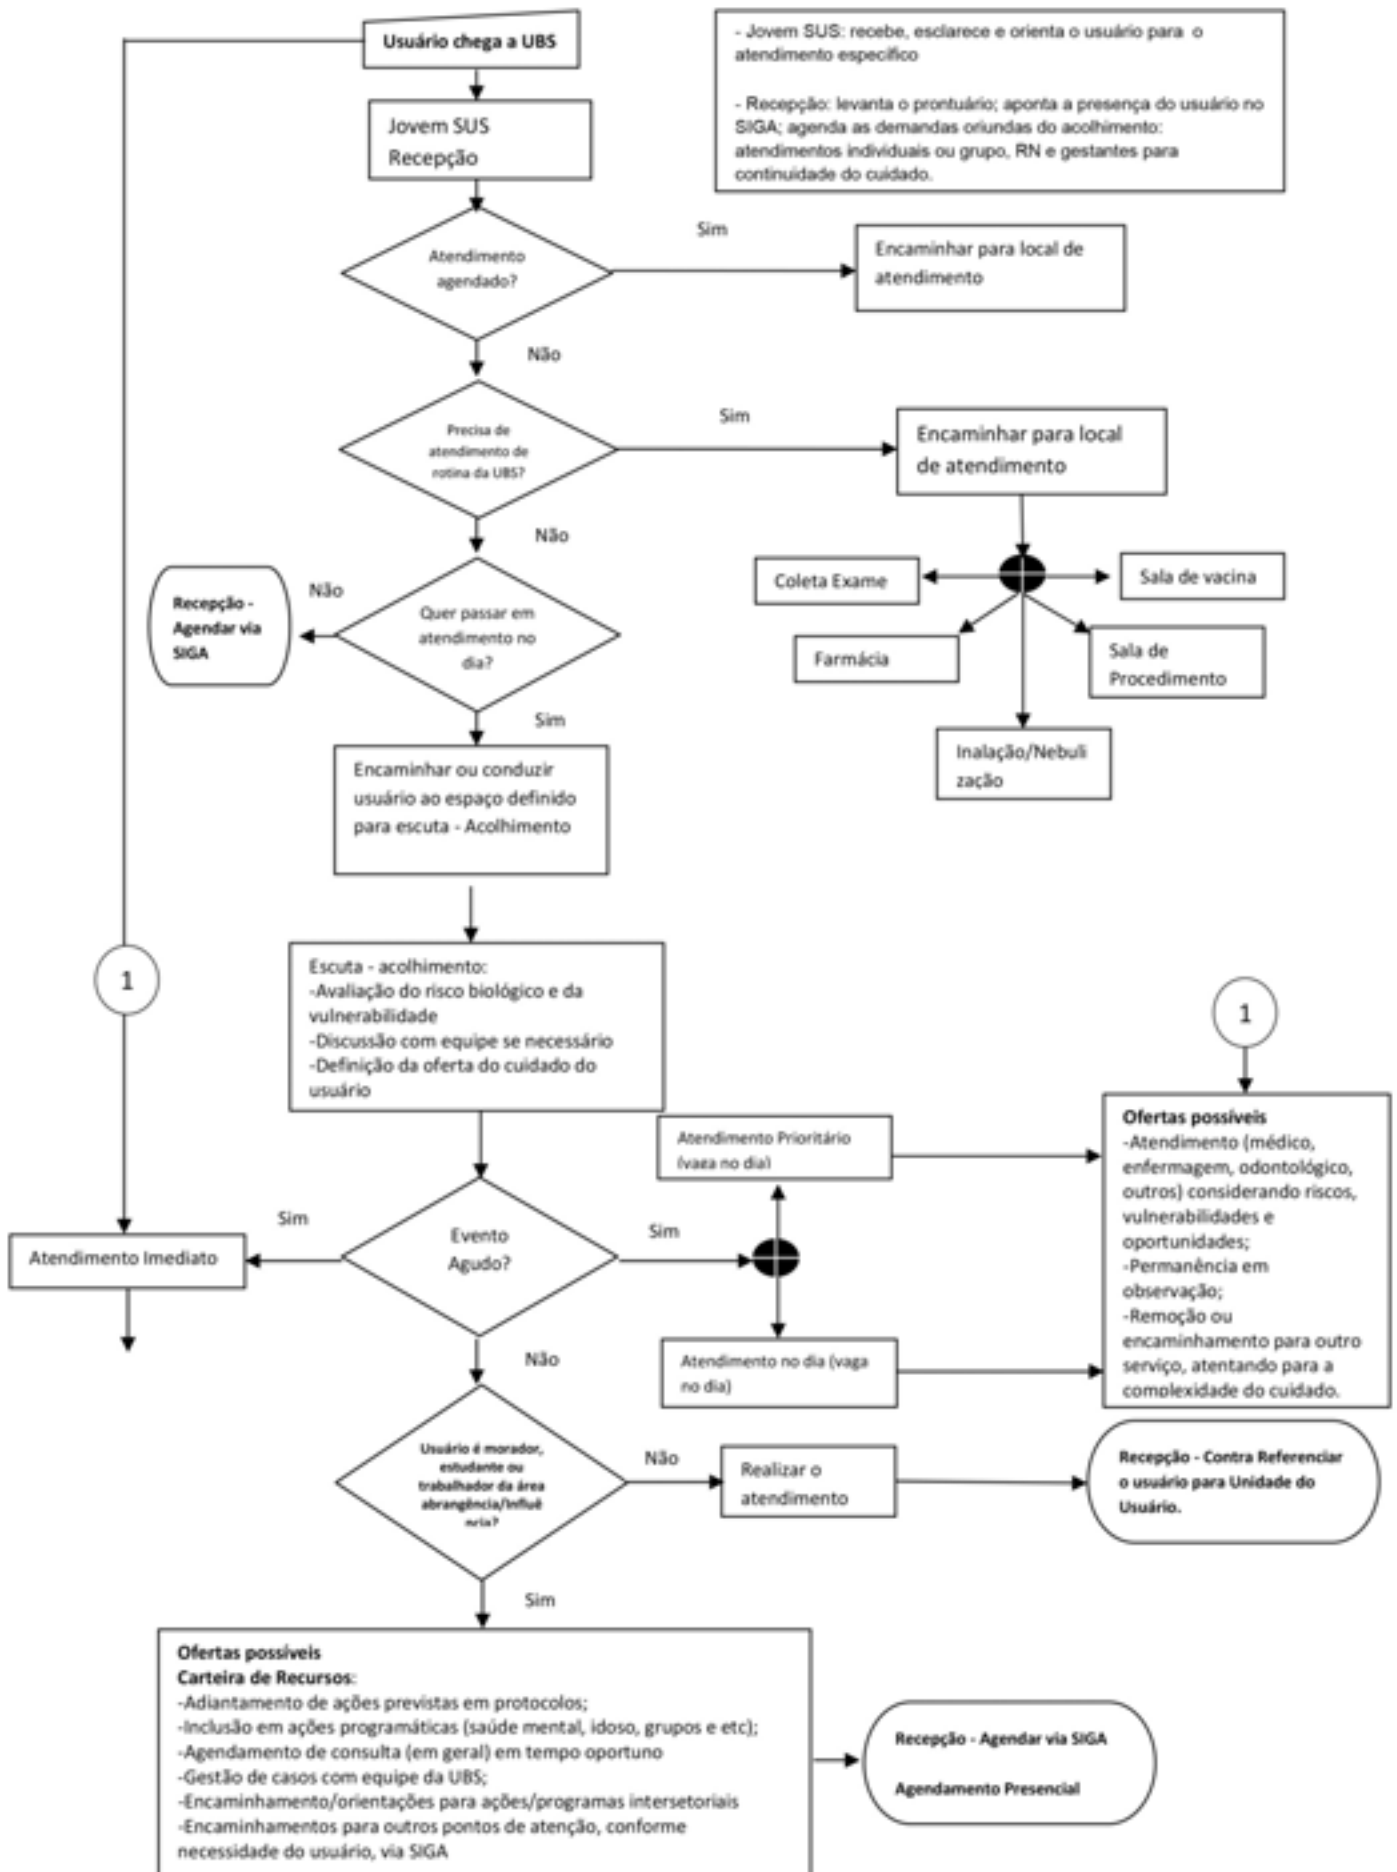 Usuário chega a UBS
- Jovem SUS: recebe, esclarece e orienta o usuário para o
atendimento específico
- Recepção: levanta o prontuário; aponta a presença do usuário no
SIGA; agenda as demandas oriundas do acolhimento:
atendimentos individuais ou grupo, RN e gestantes para
continuidade do cuidado.
Jovem SUS
Recepção
Atendimento
agendado?
Sim
Encaminhar para local de
atendimento
Não
Precisa de
atendimento de
rotina da UBS?
Sim
Encaminhar para local
de atendimento
Não
Coleta Exame
Sala de vacina
Farmácia
Sala de
Procedimento
Inalação/Nebuli
zação
Quer passar em
atendimento no
dia?
Não
Recepção -
Agendar via
SIGA
Sim
Encaminhar ou conduzir
usuário ao espaço definido
para escuta - Acolhimento
1
Escuta - acolhimento:
-Avaliação do risco biológico e da
vulnerabilidade
-Discussão com equipe se necessário
-Definição da oferta do cuidado do
usuário
1
Evento
Agudo?
Sim
Atendimento Imediato
Sim
Atendimento Prioritário
(vaga no dia)
Atendimento no dia (vaga
no dia)
Ofertas possíveis
-Atendimento (médico,
enfermagem, odontológico,
outros) considerando riscos,
vulnerabilidades e
oportunidades;
-Permanência em
observação;
-Remoção ou
encaminhamento para outro
serviço, atentando para a
complexidade do cuidado.
Não
Usuário é morador,
estudante ou
trabalhador da área
abrangência/Influê
ncia?
Não
Realizar o
atendimento
Recepção - Contra Referenciar
o usuário para Unidade do
Usuário.
Sim
Ofertas possíveis
Carteira de Recursos:
-Adiantamento de ações previstas em protocolos;
-Inclusão em ações programáticas (saúde mental, idoso, grupos e etc);
-Agendamento de consulta (em geral) em tempo oportuno
-Gestão de casos com equipe da UBS;
-Encaminhamento/orientações para ações/programas intersetoriais
-Encaminhamentos para outros pontos de atenção, conforme
necessidade do usuário, via SIGA
Recepção - Agendar via SIGA
Agendamento Presencial